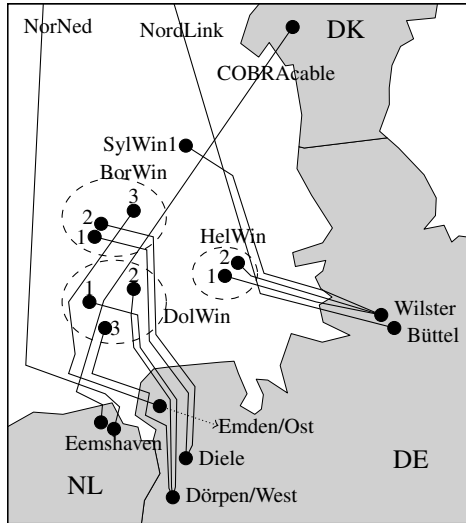 NorNed
NordLink
DK
COBRAcable
SylWin1
BorWin
3
2
1
HelWin
2
1
2
1
DolWin
3
Wilster
Büttel
Emden/Ost
Eemshaven
Diele
DE
NL
Dörpen/West